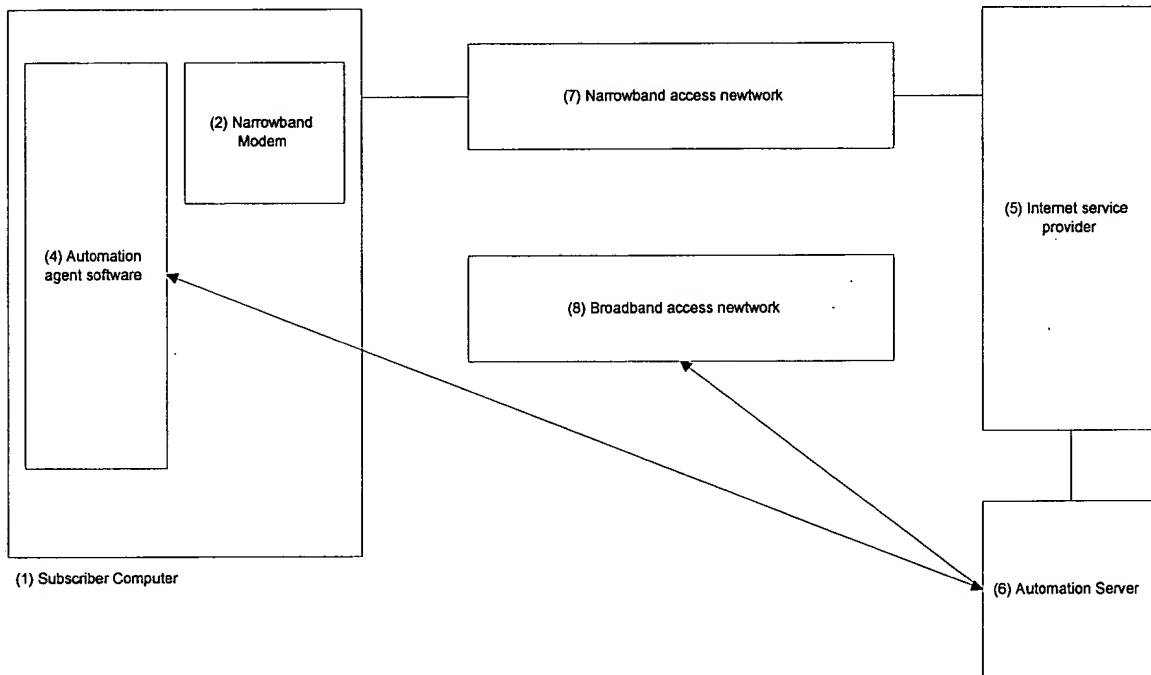 (7) Narrowband access newtwork
(2) Narrowband
Modem
(5) Internet service
provider
(4) Automation
agent software
(8) Broadband access newtwork
(1) Subscriber Computer
(6) Automation Server